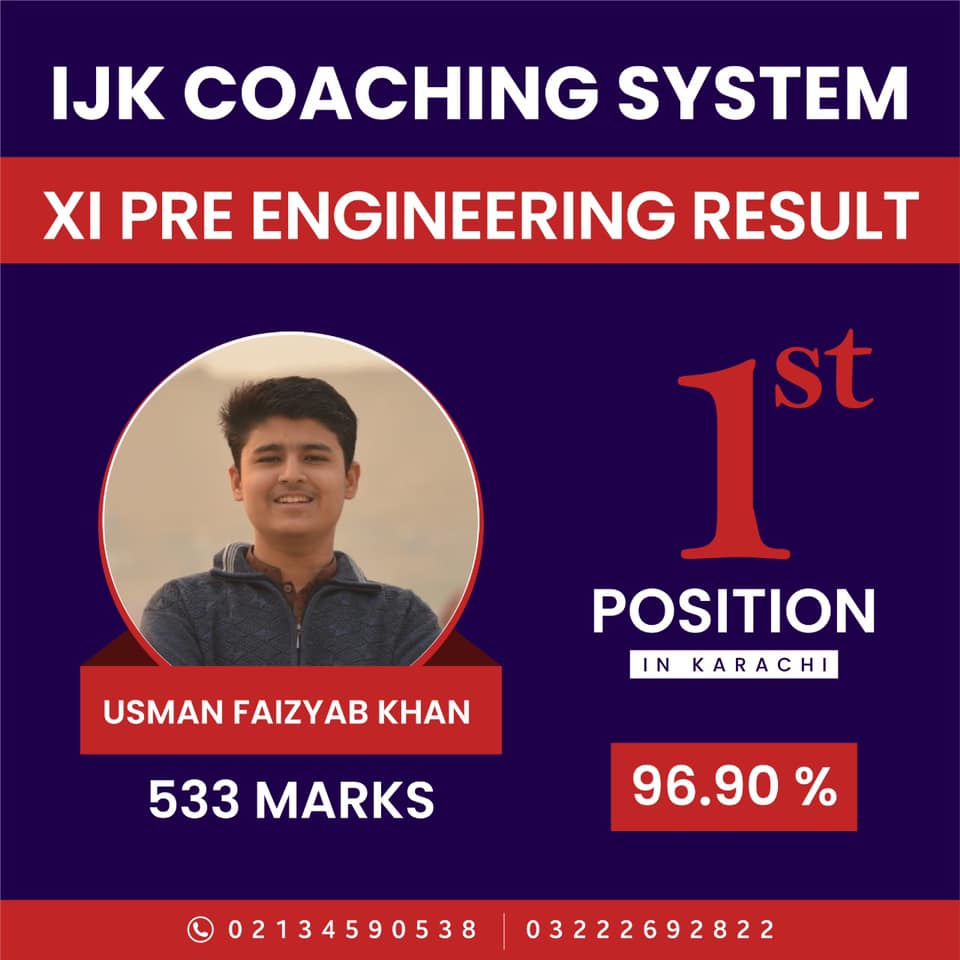 IJK COACHING SYSTEM
XI PRE ENGINEERING RESULT
1st
POSITION
IN KARACHI
USMAN FAIZYAB KHAN
533 MARKS
96.90 %
02134590538 | 03222692822